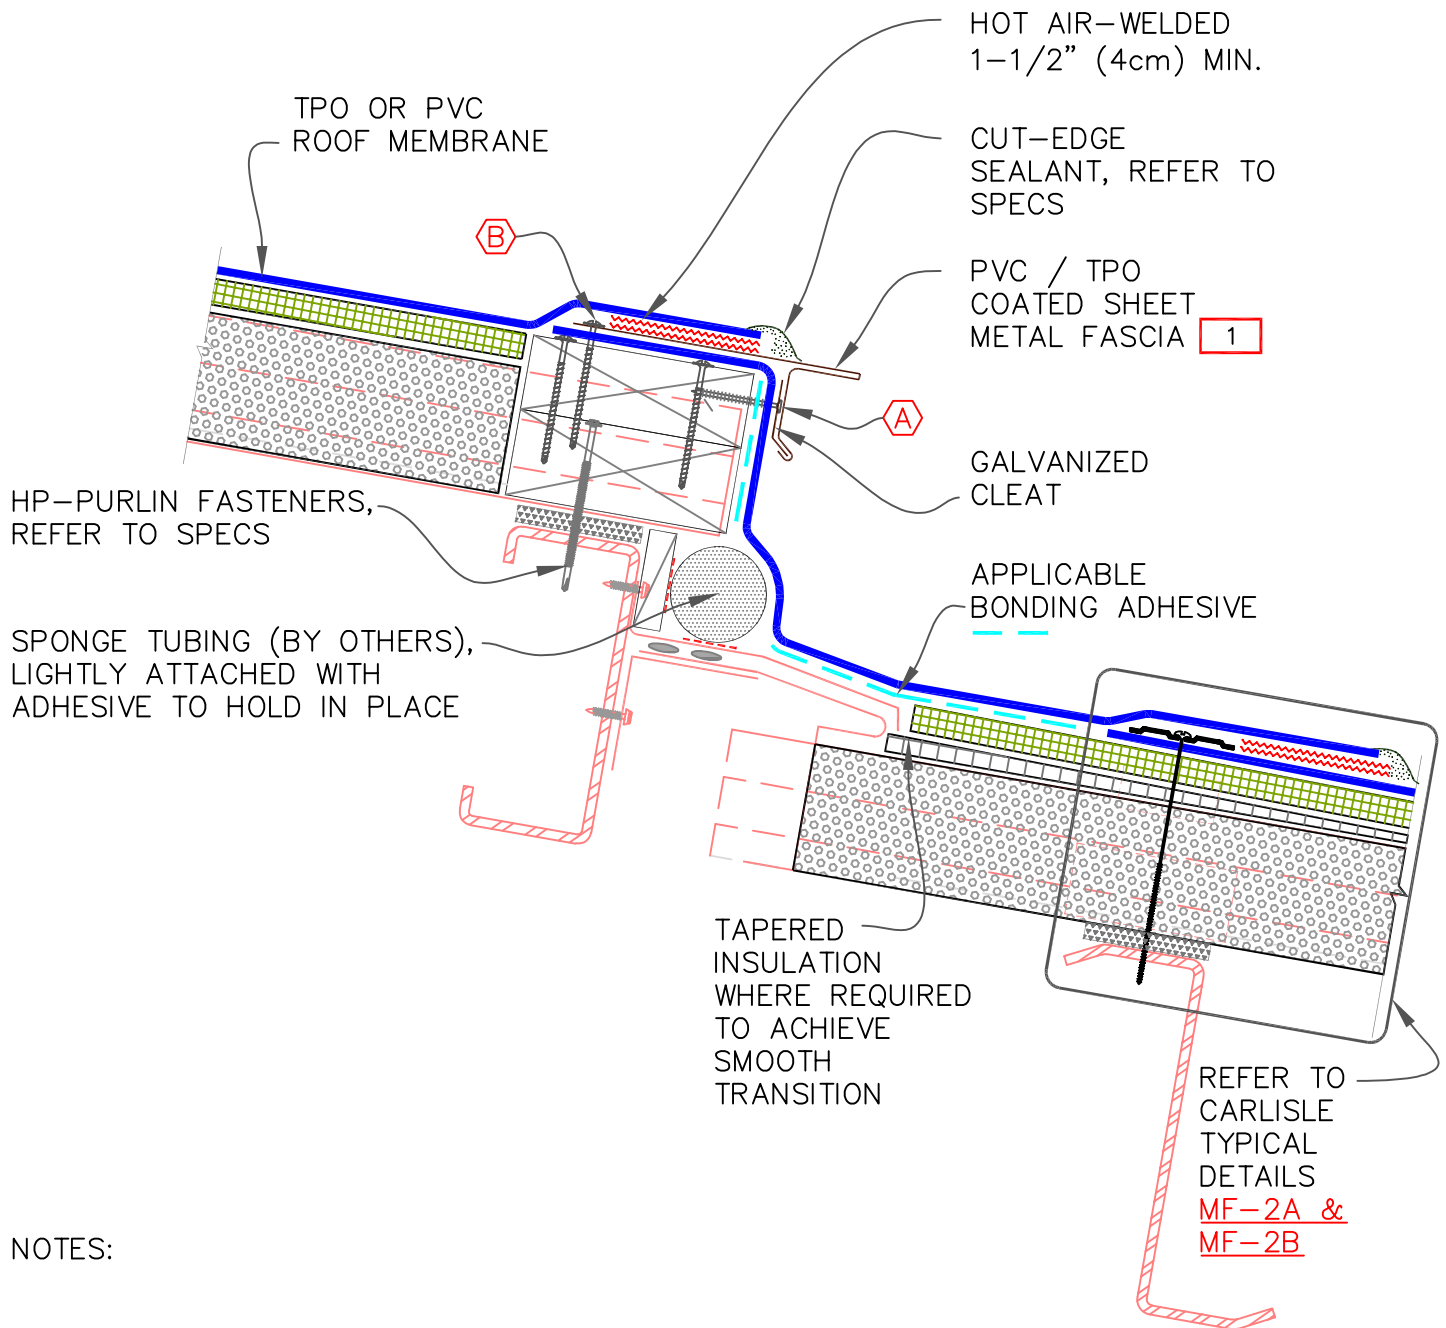 HOT AIR-WELDED
1-1/2" (4cm) MIN.
TPO OR PVC
ROOF MEMBRANE
CUT-EDGE
SEALANT, REFER TO
SPECS
B
PVC / TPO
COATED SHEET
METAL FASCIA 1
A
GALVANIZED
CLEAT
HP-PURLIN FASTENERS,
REFER TO SPECS
APPLICABLE
BONDING ADHESIVE
SPONGE TUBING (BY OTHERS),
LIGHTLY ATTACHED WITH
ADHESIVE TO HOLD IN PLACE
TAPERED
INSULATION
WHERE REQUIRED
TO ACHIEVE
SMOOTH
TRANSITION
REFER TO
CARLISLE
TYPICAL
DETAILS
MF-2A &
MF-2B
NOTES: